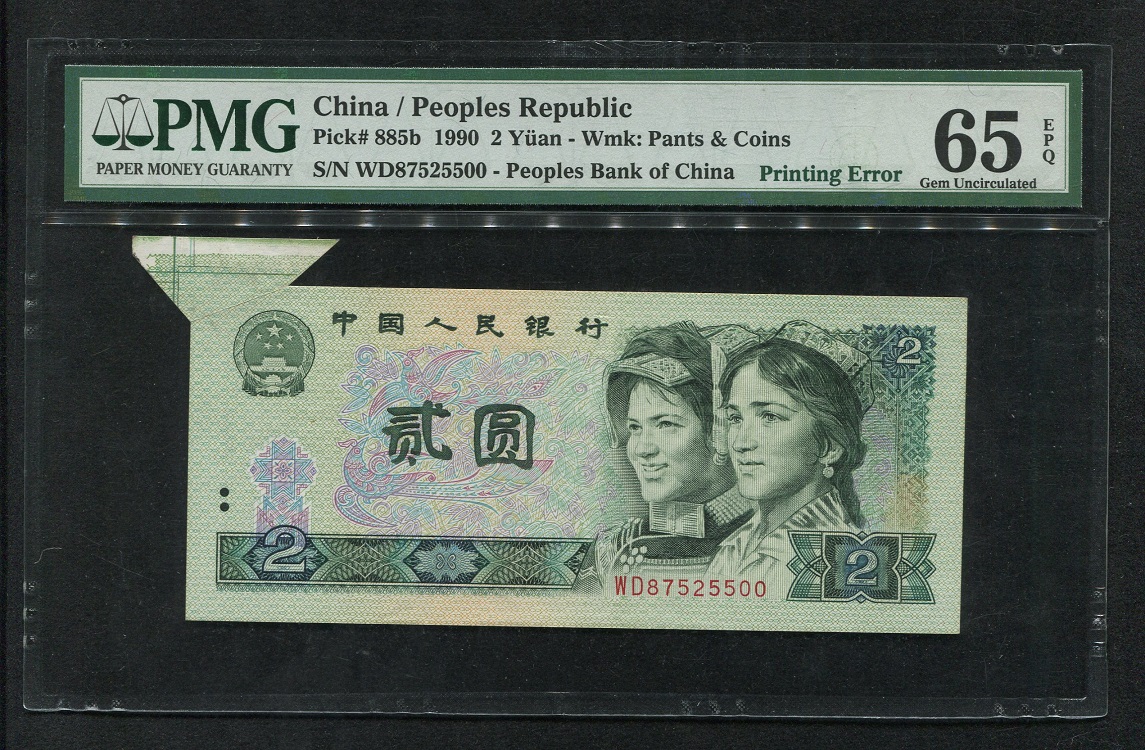 PMG
PAPER MONEY GUARANTY
China / Peoples Republic
Pick# 885b 1990 2 Yüan - Wmk: Pants & Coins
S/N WD87525500 - Peoples Bank of China Printing Error
65
EPQ
Gem Uncirculated
中国人民银行
2
贰圆
2
WD87525500
2